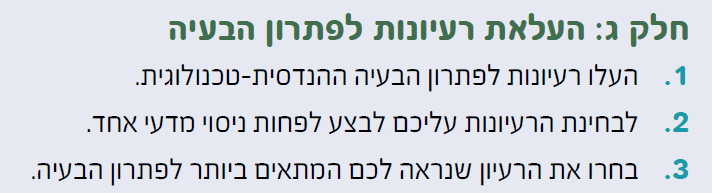 חלק ג: העלאת רעיונות לפתרון הבעיה
1. העלו רעיונות לפתרון הבעיה ההנדסית-טכנולוגית.
2. לבחינת הרעיונות עליכם לבצע לפחות ניסוי מדעי אחד.
3. בחרו את הרעיון שנראה לכם המתאים ביותר לפתרון הבעיה.